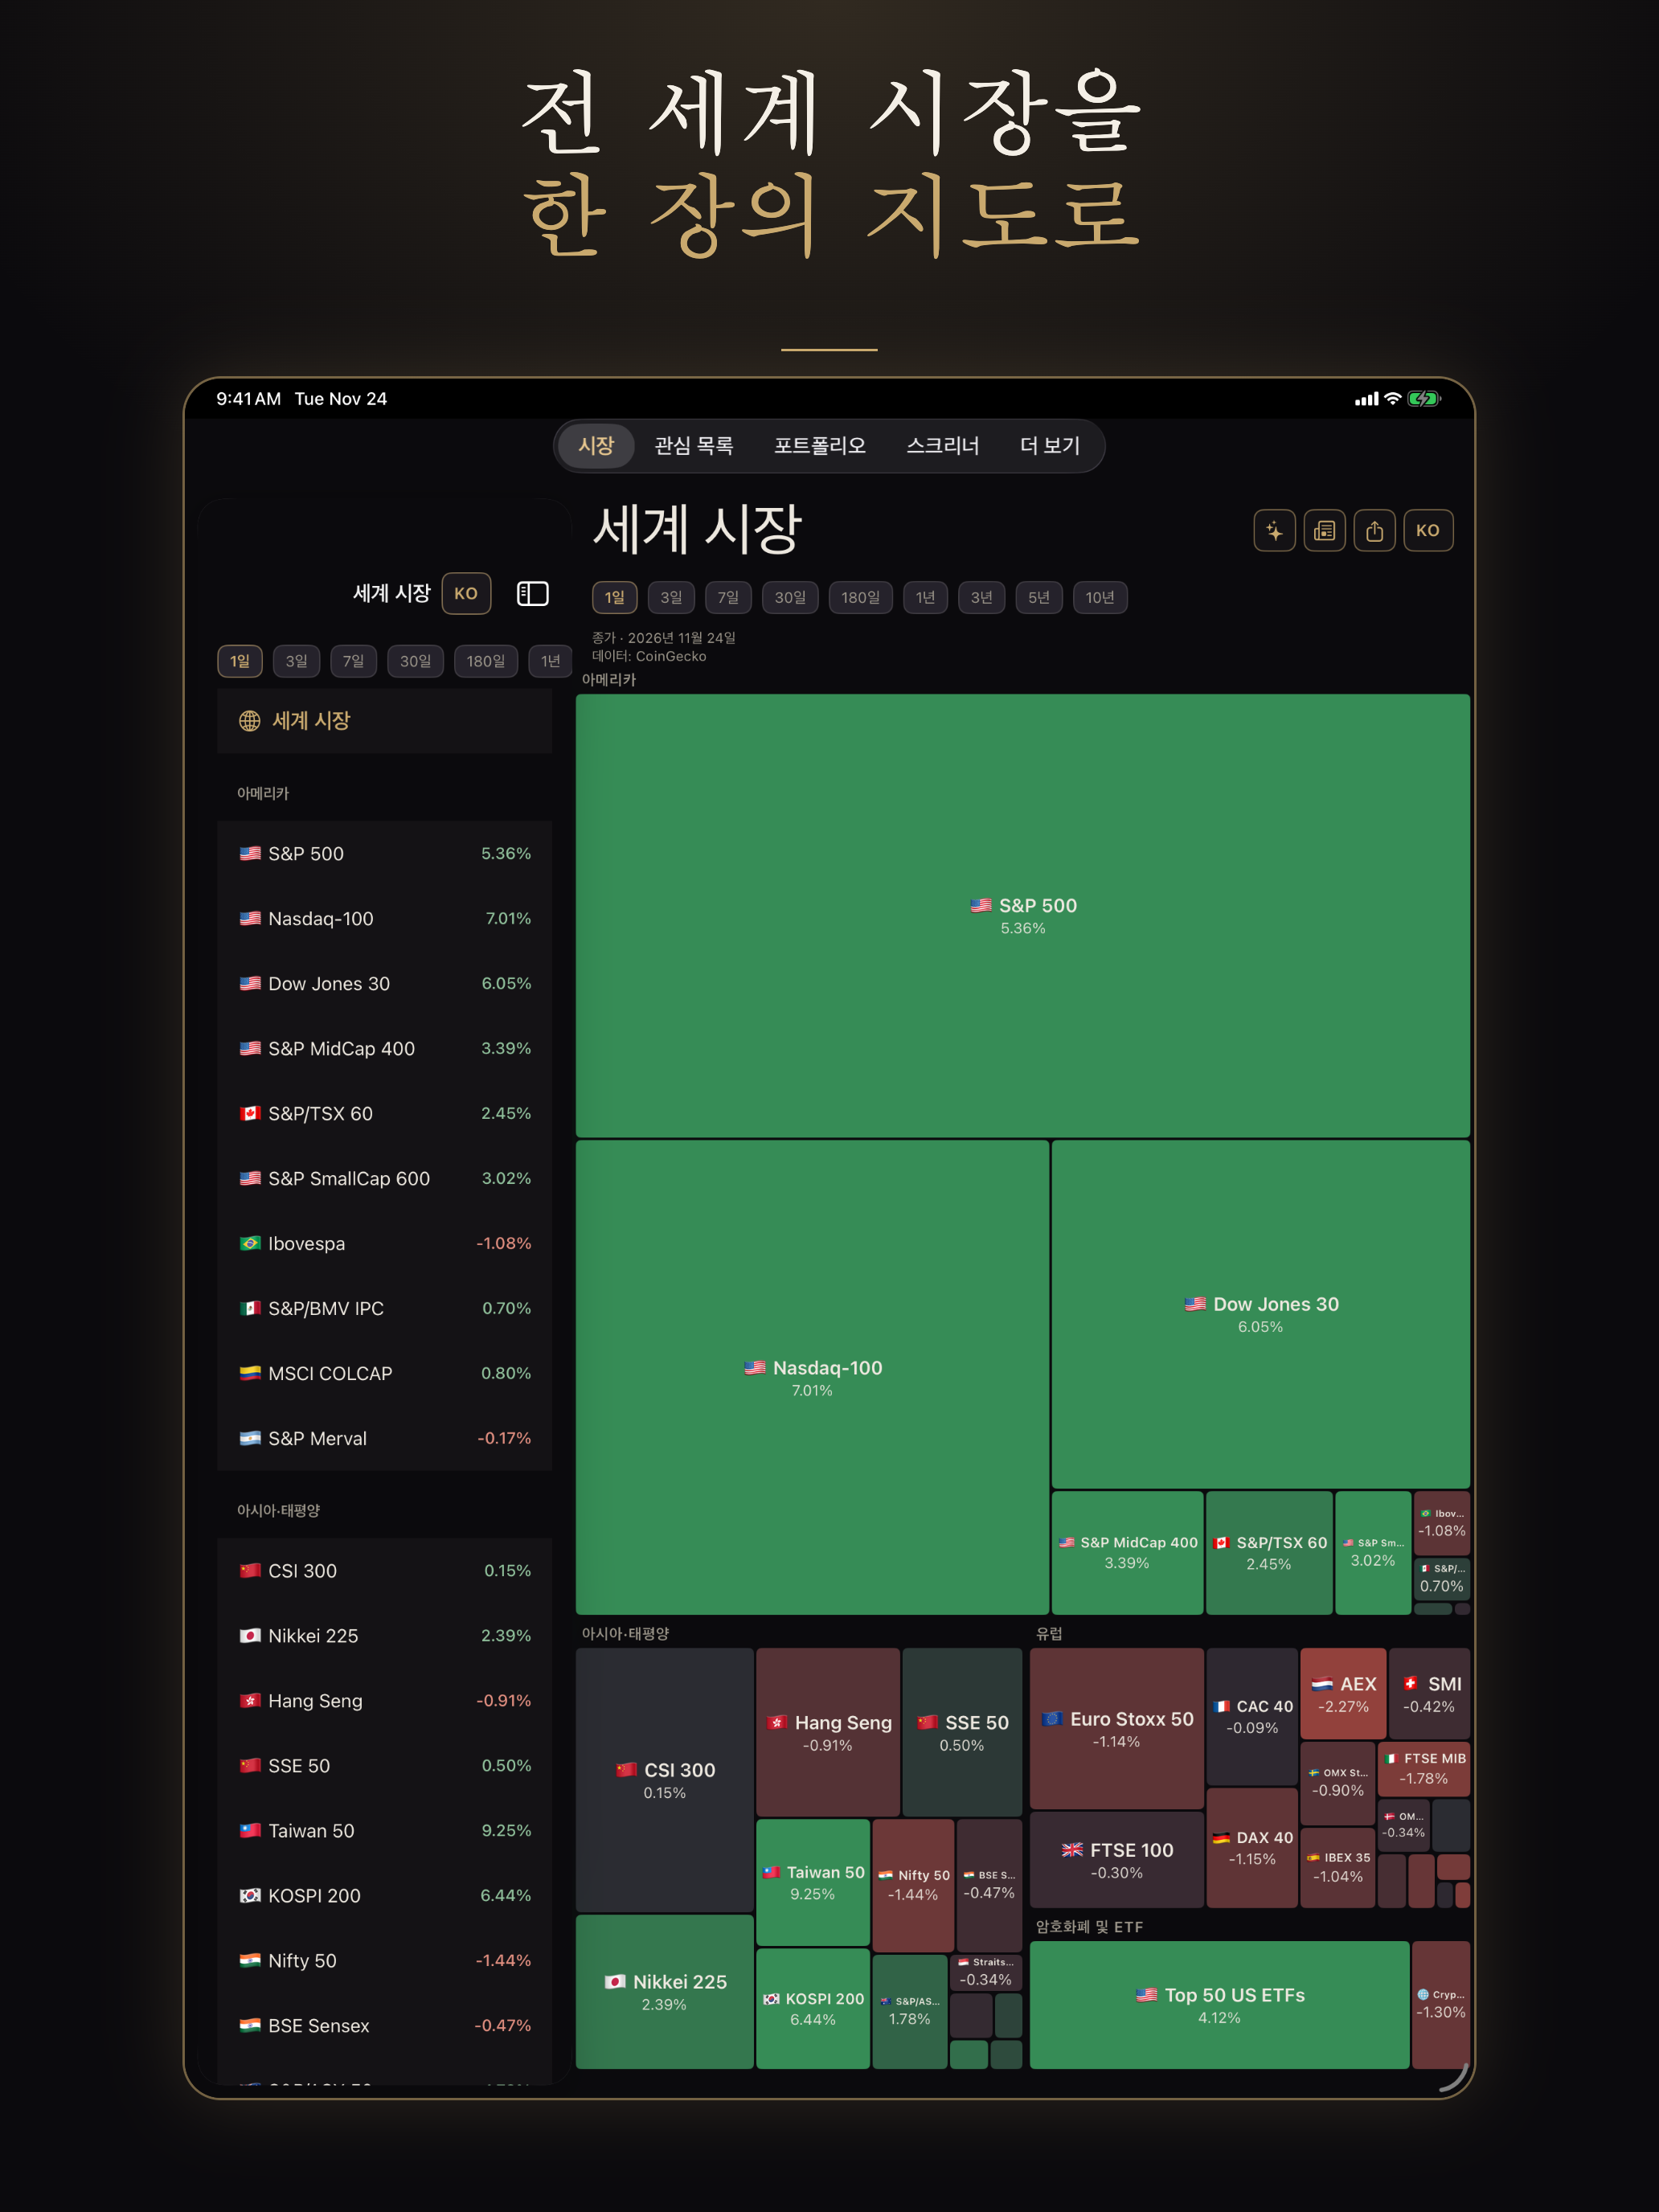 전 세계 시장을
한 장의 지도로
9:41 AM Tue Nov 24
시장 관심 목록 포트폴리오 스크리너 더 보기
세계 시장 KO
1일 3일 7일 30일 180일 1년
세계 시장
아메리카
S&P 500 5.36%
Nasdaq-100 7.01%
Dow Jones 30 6.05%
S&P MidCap 400 3.39%
S&P/TSX 60 2.45%
S&P SmallCap 600 3.02%
Ibovespa -1.08%
S&P/BMV IPC 0.70%
MSCI COLCAP 0.80%
S&P Merval -0.17%
아시아·태평양
CSI 300 0.15%
Nikkei 225 2.39%
Hang Seng -0.91%
SSE 50 0.50%
Taiwan 50 9.25%
KOSPI 200 6.44%
Nifty 50 -1.44%
BSE Sensex -0.47%
세계 시장
KO
1일 3일 7일 30일 180일 1년 3년 5년 10년
종가 · 2026년 11월 24일
데이터: CoinGecko
아메리카
S&P 500
5.36%
Nasdaq-100
7.01%
Dow Jones 30
6.05%
S&P MidCap 400
3.39%
S&P/TSX 60
2.45%
S&P Sm...
3.02%
Ibov...
-1.08%
S&P/...
0.70%
아시아·태평양
CSI 300
0.15%
Hang Seng
-0.91%
SSE 50
0.50%
Taiwan 50
9.25%
Nifty 50
-1.44%
BSE S...
-0.47%
Nikkei 225
2.39%
KOSPI 200
6.44%
S&P/AS...
1.78%
Straits...
-0.34%
유럽
Euro Stoxx 50
-1.14%
CAC 40
-0.09%
AEX
-2.27%
SMI
-0.42%
OMX St...
-0.90%
FTSE MIB
-1.78%
FTSE 100
-0.30%
DAX 40
-1.15%
IBEX 35
-1.04%
OM...
-0.34%
암호화폐 및 ETF
Top 50 US ETFs
4.12%
Cryp...
-1.30%